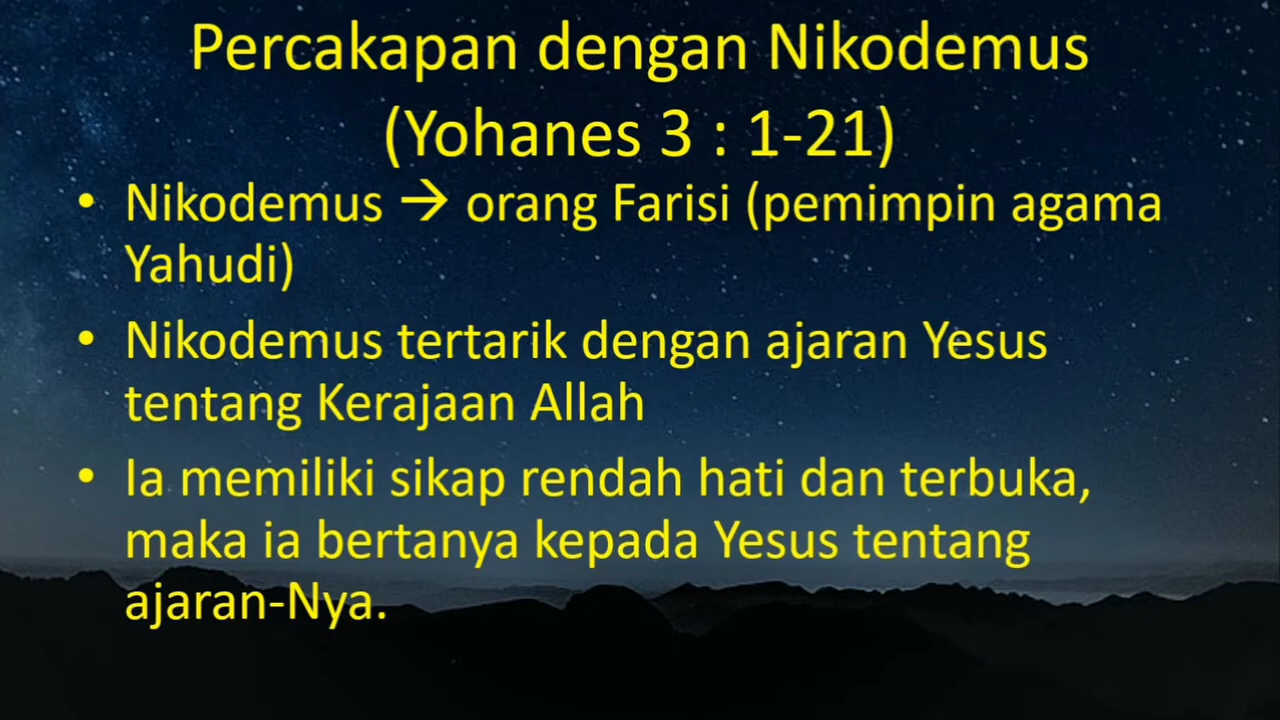 Percakapan dengan Nikodemus
(Yohanes 3 : 1-21)
• Nikodemus → orang Farisi (pemimpin agama
Yahudi)
• Nikodemus tertarik dengan ajaran Yesus
tentang Kerajaan Allah
• Ia memiliki sikap rendah hati dan terbuka,
maka ia bertanya kepada Yesus tentang
ajaran-Nya.